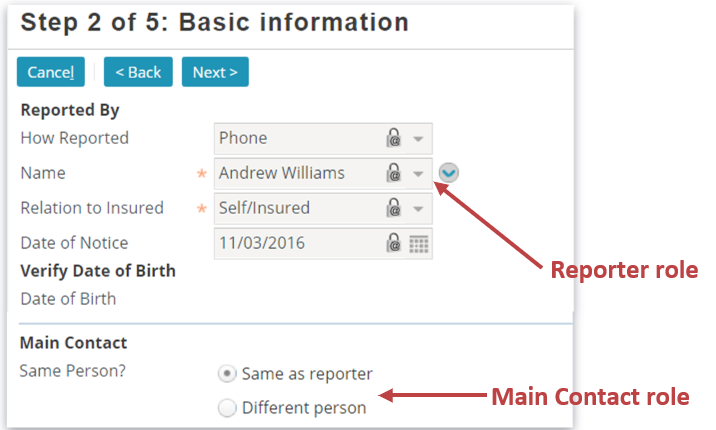 Step 2 of 5: Basic information
Cancel < Back Next >
Reported By
How Reported Phone
Name * Andrew Williams
Relation to Insured * Self/Insured
Date of Notice 11/03/2016
Verify Date of Birth
Date of Birth
Reporter role
Main Contact
Same Person? Same as reporter
Main Contact role
Different person